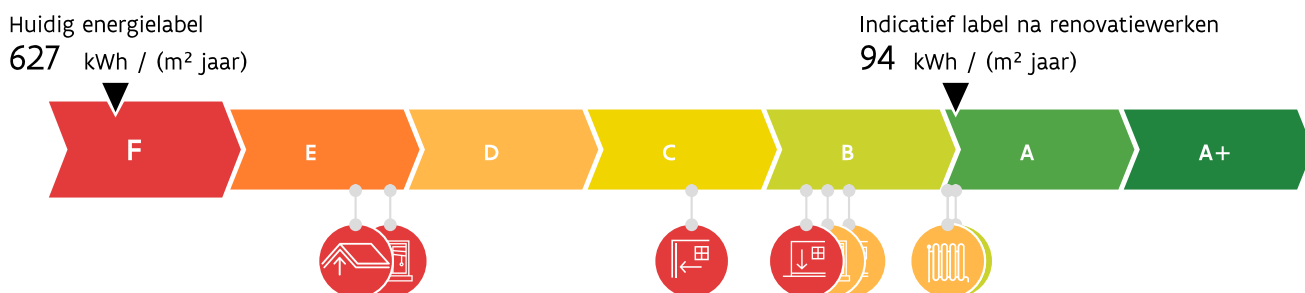 Huidig energielabel
627 kWh / (m² jaar)
Indicatief label na renovatiewerken
94 kWh / (m² jaar)
F E D C B A A+